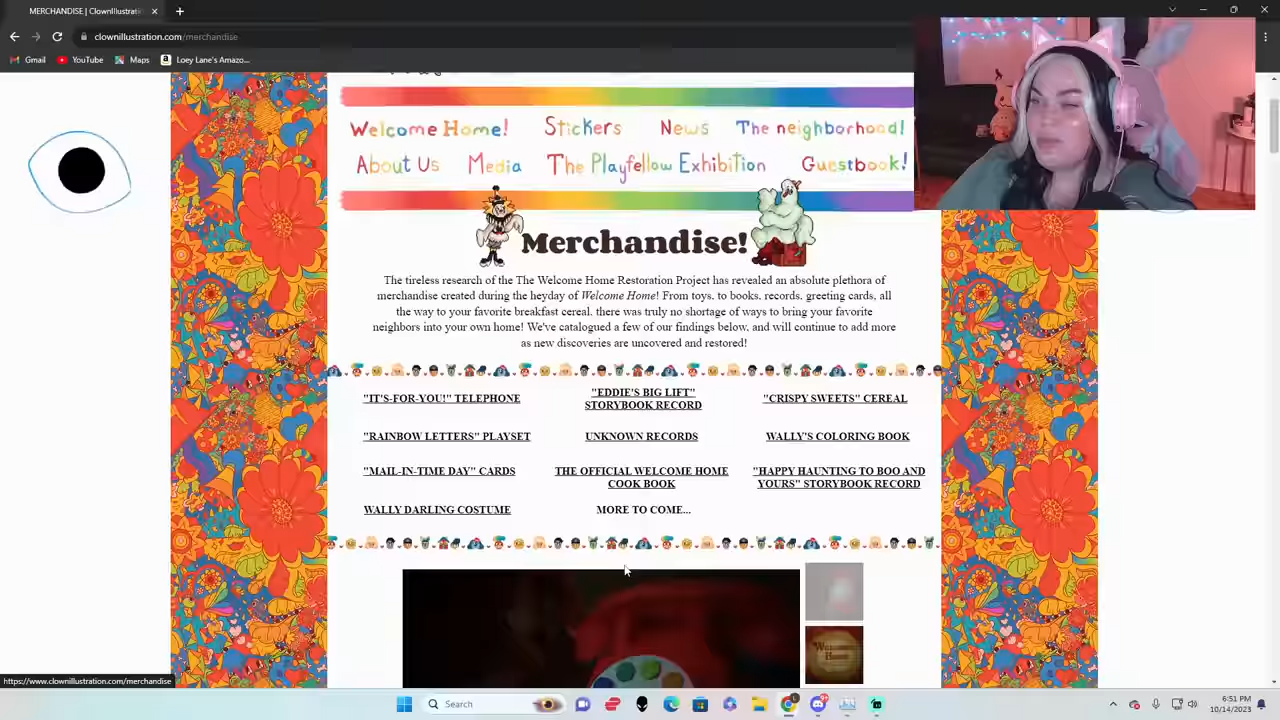 MERCHANDISE! | ClownIllustrati
clownillustration.com/merchandise
Gmail
YouTube
Maps
Loey Lane's Amazo...
Welcome Home!
Stickers
News
The neighborhood!
About Us
Media
The Playfellow Exhibition
Guestbook!
Merchandise!
The tireless research of the The Welcome Home Restoration Project has revealed an absolute plethora of
merchandise created during the heyday of Welcome Home! From toys, to books, records, greeting cards, all
the way to your favorite breakfast cereal, there was truly no shortage of ways to bring your favorite
neighbors into your own home! We've catalogued a few of our findings below, and will continue to add more
as new discoveries are uncovered and restored!
"IT'S-FOR-YOU!" TELEPHONE
"EDDIE'S BIG LIFT"
STORYBOOK RECORD
"CRISPY SWEETS" CEREAL
"RAINBOW LETTERS" PLAYSET
UNKNOWN RECORDS
WALLY'S COLORING BOOK
"MAIL-IN-TIME DAY" CARDS
THE OFFICIAL WELCOME HOME
COOK BOOK
"HAPPY HAUNTING TO BOO AND
YOURS" STORYBOOK RECORD
WALLY DARLING COSTUME
MORE TO COME...
https://www.clownillustration.com/merchandise
Search
6:51 PM
10/14/2023